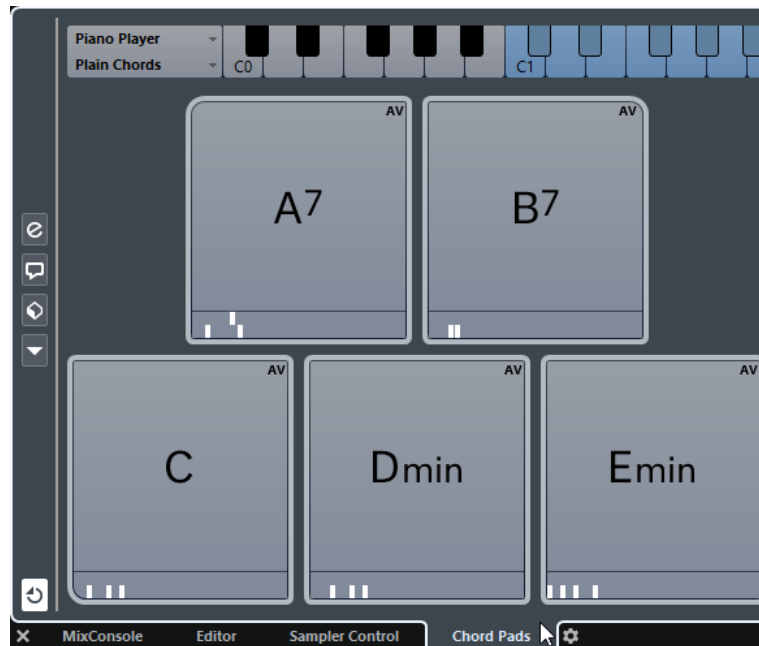 Piano Player
Plain Chords
C0
C1
AV
A7
AV
B7
AV
C
AV
Dmin
AV
Emin
MixConsole
Editor
Sampler Control
Chord Pads